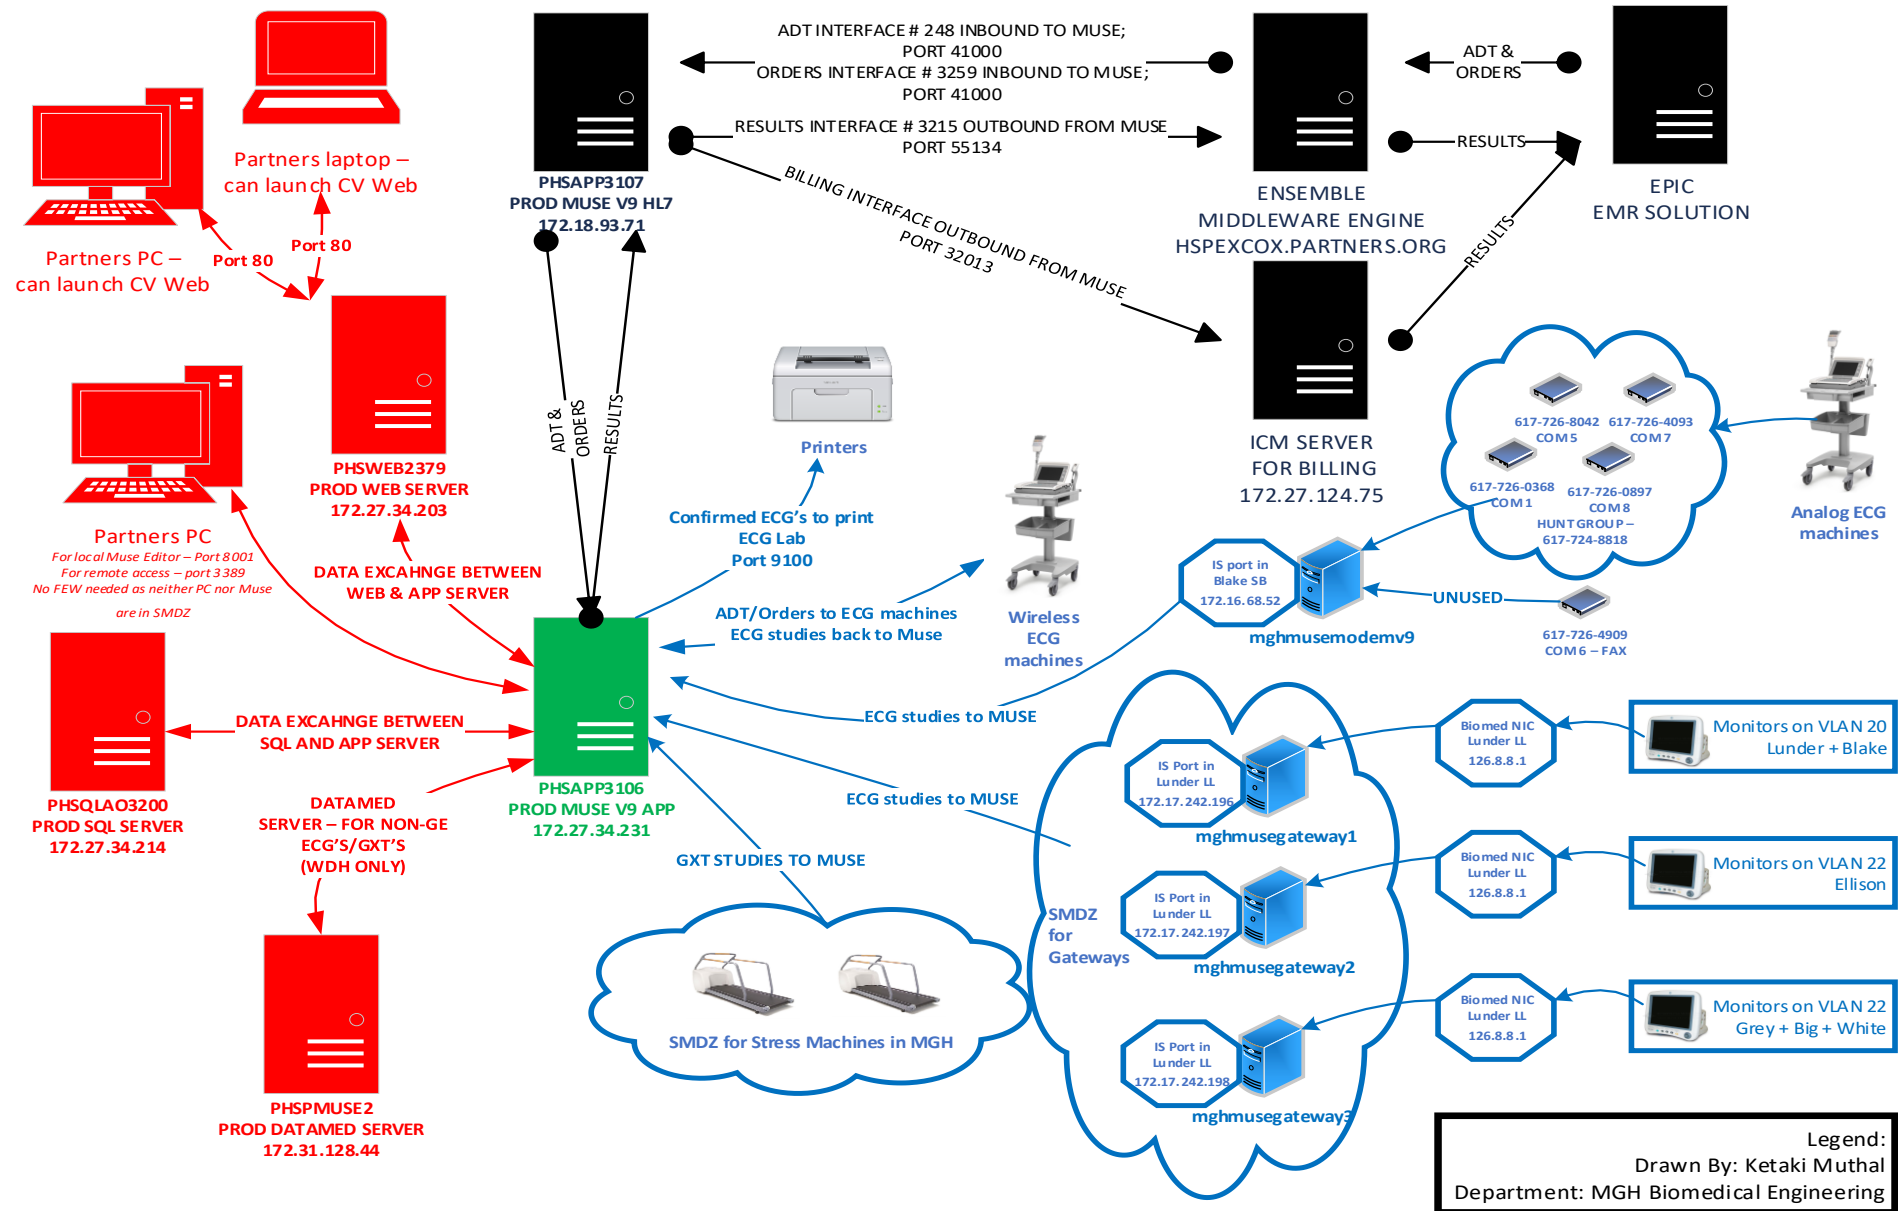 ADT INTERFACE # 248 INBOUND TO MUSE;
PORT 41000
ORDERS INTERFACE # 3259 INBOUND TO MUSE;
PORT 41000
ADT &
ORDERS
RESULTS INTERFACE # 3215 OUTBOUND FROM MUSE
PORT 55134
RESULTS
Partners laptop –
can launch CV Web
PHSAPP3107
PROD MUSE V9 HL7
172.18.93.71
BILLING INTERFACE OUTBOUND FROM MUSE
PORT 32013
ENSEMBLE
MIDDLEWARE ENGINE
HSPEXCOX.PARTNERS.ORG
EPIC
EMR SOLUTION
RESULTS
Port 80
Port 80
Partners PC –
can launch CV Web
ADT &
ORDERS
RESULTS
Printers
ICM SERVER
FOR BILLING
172.27.124.75
617-726-8042
COM 5
617-726-4093
COM 7
617-726-0368
COM 1
617-726-0897
COM 8
HUNT GROUP –
617-724-8818
Analog ECG
machines
PHSWEB2379
PROD WEB SERVER
172.27.34.203
Partners PC
For local Muse Editor – Port 8001
For remote access – port 3389
No FEW needed as neither PC nor Muse
are in SMDZ
DATA EXCAHNGE BETWEEN
WEB & APP SERVER
Confirmed ECG's to print
ECG Lab
Port 9100
ADT/Orders to ECG machines
ECG studies back to Muse
Wireless
ECG
machines
IS port in
Blake SB
172.16.68.52
mghmusemodemv9
UNUSED
617-726-4909
COM 6 – FAX
ECG studies to MUSE
DATA EXCAHNGE BETWEEN
SQL AND APP SERVER
PHSQLAO3200
PROD SQL SERVER
172.27.34.214
PHSAPP3106
PROD MUSE V9 APP
172.27.34.231
DATAMED
SERVER – FOR NON-GE
ECG'S/GXT'S
(WDH ONLY)
ECG studies to MUSE
GXT STUDIES TO MUSE
IS Port in
Lunder LL
172.17.242.196
mghmusegateway1
Biomed NIC
Lunder LL
126.8.8.1
Monitors on VLAN 20
Lunder + Blake
SMDZ
for
Gateways
IS Port in
Lunder LL
172.17.242.197
mghmusegateway2
Biomed NIC
Lunder LL
126.8.8.1
Monitors on VLAN 22
Ellison
IS Port in
Lunder LL
172.17.242.198
mghmusegateway3
Biomed NIC
Lunder LL
126.8.8.1
Monitors on VLAN 22
Grey + Big + White
SMDZ for Stress Machines in MGH
PHSPMUSE2
PROD DATAMED SERVER
172.31.128.44
Legend:
Drawn By: Ketaki Muthal
Department: MGH Biomedical Engineering